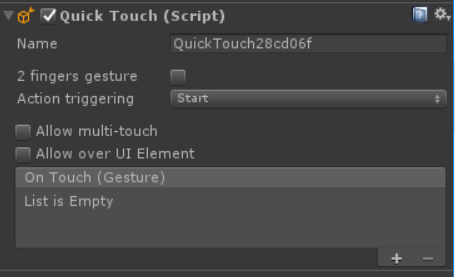 Quick Touch (Script)
Name QuickTouch28cd06f
2 fingers gesture
Action triggering Start
Allow multi-touch
Allow over UI Element
On Touch (Gesture)
List is Empty